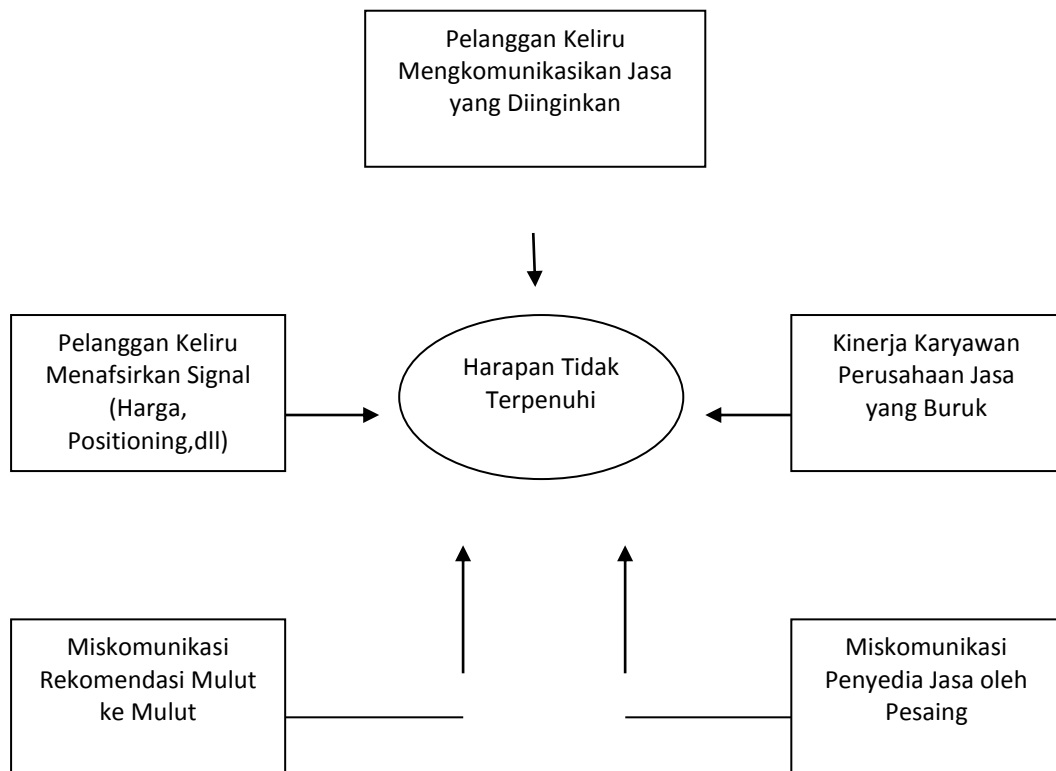 Pelanggan Keliru
Mengkomunikasikan Jasa
yang Diinginkan
Pelanggan Keliru
Menafsirkan Signal
(Harga,
Positioning,dll)
Harapan Tidak
Terpenuhi
Kinerja Karyawan
Perusahaan Jasa
yang Buruk
Miskomunikasi
Rekomendasi Mulut
ke Mulut
Miskomunikasi
Penyedia Jasa oleh
Pesaing